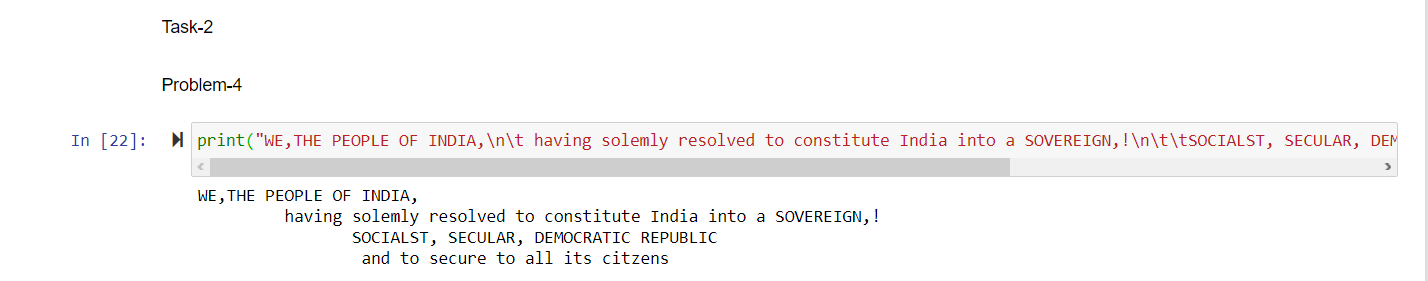 Task-2
Problem-4
In [22]: print("WE,THE PEOPLE OF INDIA,\n\t having solemly resolved to constitute India into a SOVEREIGN,!\n\t\tSOCIALST, SECULAR, DEM
WE,THE PEOPLE OF INDIA,
having solemly resolved to constitute India into a SOVEREIGN,!
SOCIALST, SECULAR, DEMOCRATIC REPUBLIC
and to secure to all its citzens